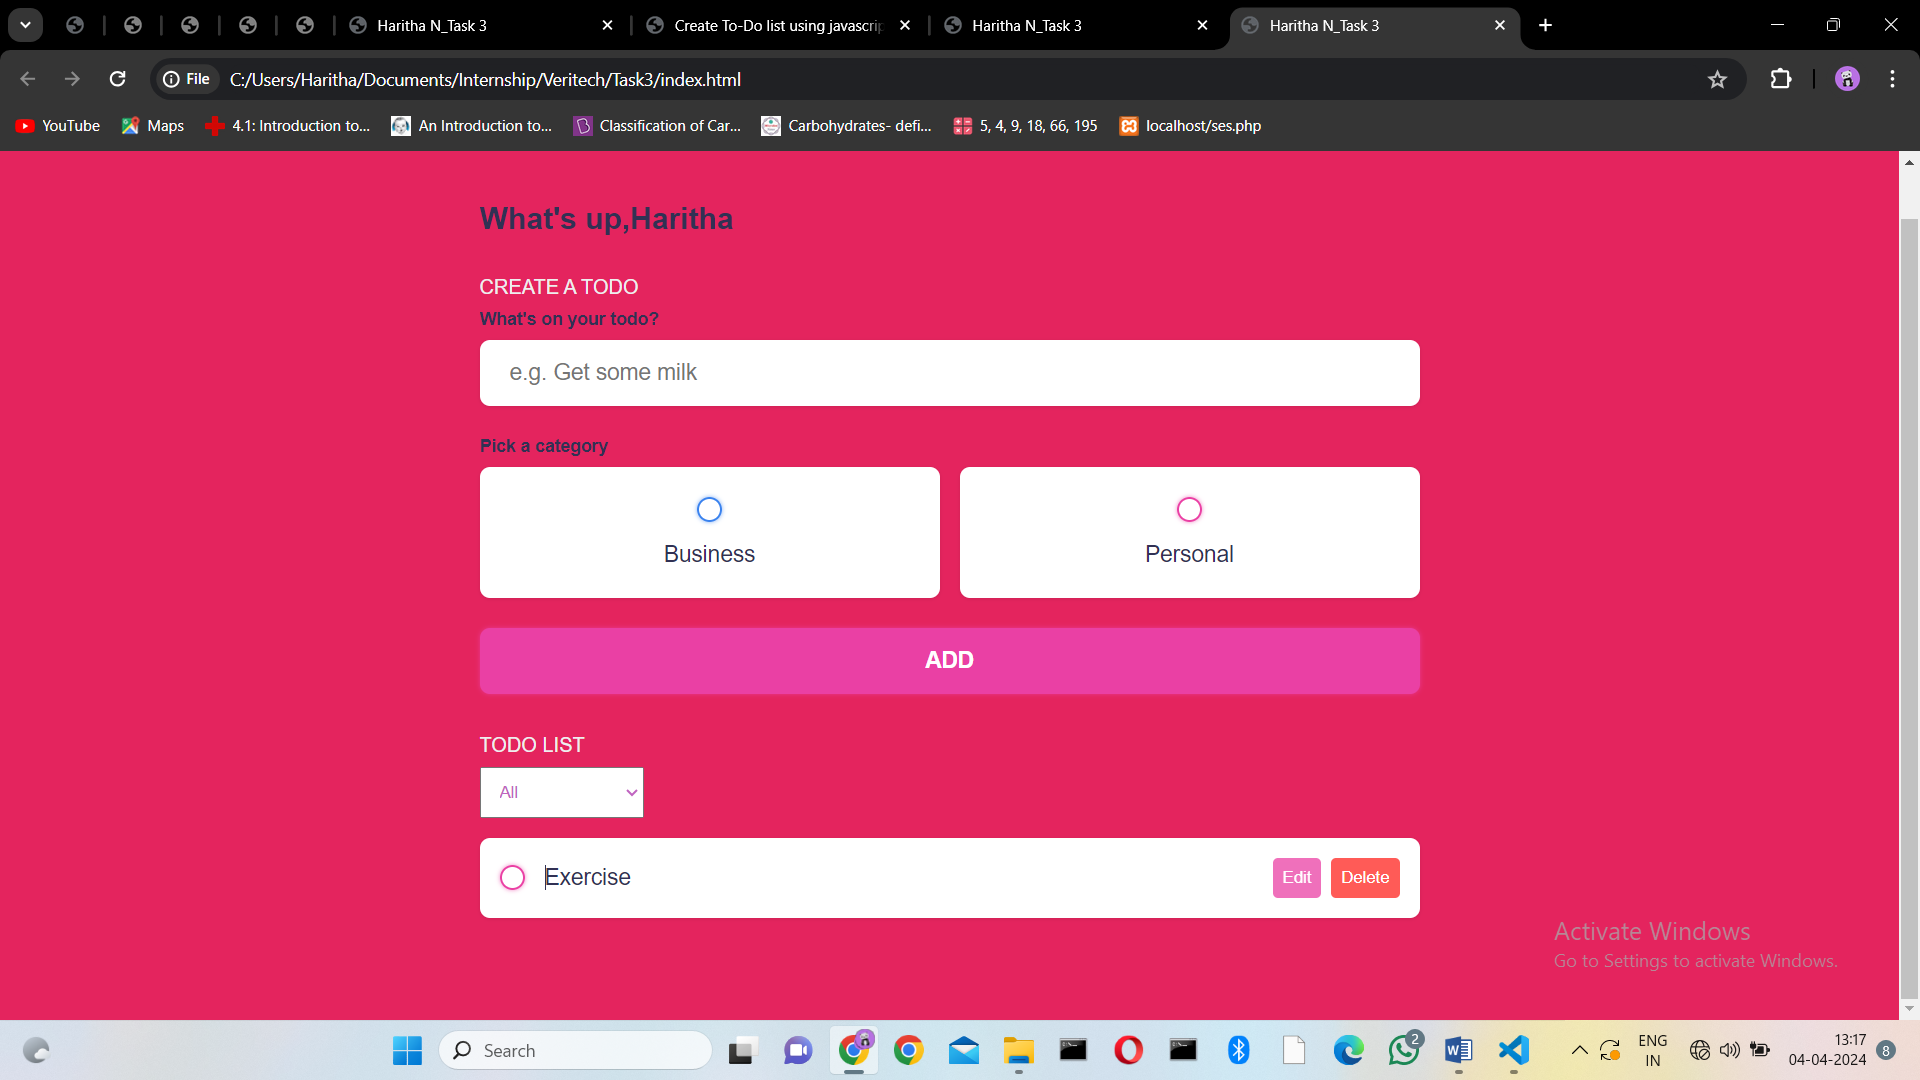 Haritha N_Task 3
Create To-Do list using javascrip
Haritha N_Task 3
Haritha N_Task 3
File
C:/Users/Haritha/Documents/Internship/Veritech/Task3/index.html
YouTube
Maps
4.1: Introduction to...
An Introduction to...
Classification of Car...
Carbohydrates- defi...
5, 4, 9, 18, 66, 195
localhost/ses.php
What's up,Haritha
CREATE A TODO
What's on your todo?
e.g. Get some milk
Pick a category
Business
Personal
ADD
TODO LIST
All
Exercise
Edit
Delete
Activate Windows
Go to Settings to activate Windows.
Search
2
ENG
IN
13:17
04-04-2024
8